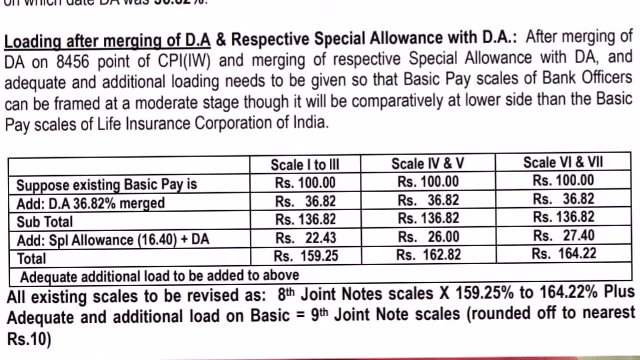 on which date DA was 36.82%.
Loading after merging of D.A & Respective Special Allowance with D.A.: After merging of
DA on 8456 point of CPI(IW) and merging of respective Special Allowance with DA, and
adequate and additional loading needs to be given so that Basic Pay scales of Bank Officers
can be framed at a moderate stage though it will be comparatively at lower side than the Basic
Pay scales of Life Insurance Corporation of India.
Scale I to III Scale IV & V Scale VI & VII
Suppose existing Basic Pay is Rs. 100.00 Rs. 100.00 Rs. 100.00
Add: D.A 36.82% merged Rs. 36.82 Rs. 36.82 Rs. 36.82
Sub Total Rs. 136.82 Rs. 136.82 Rs. 136.82
Add: Spl Allowance (16.40) + DA Rs. 22.43 Rs. 26.00 Rs. 27.40
Total Rs. 159.25 Rs. 162.82 Rs. 164.22
Adequate additional load to be added to above
All existing scales to be revised as: 8th Joint Notes scales X 159.25% to 164.22% Plus
Adequate and additional load on Basic = 9th Joint Note scales (rounded off to nearest
Rs.10)